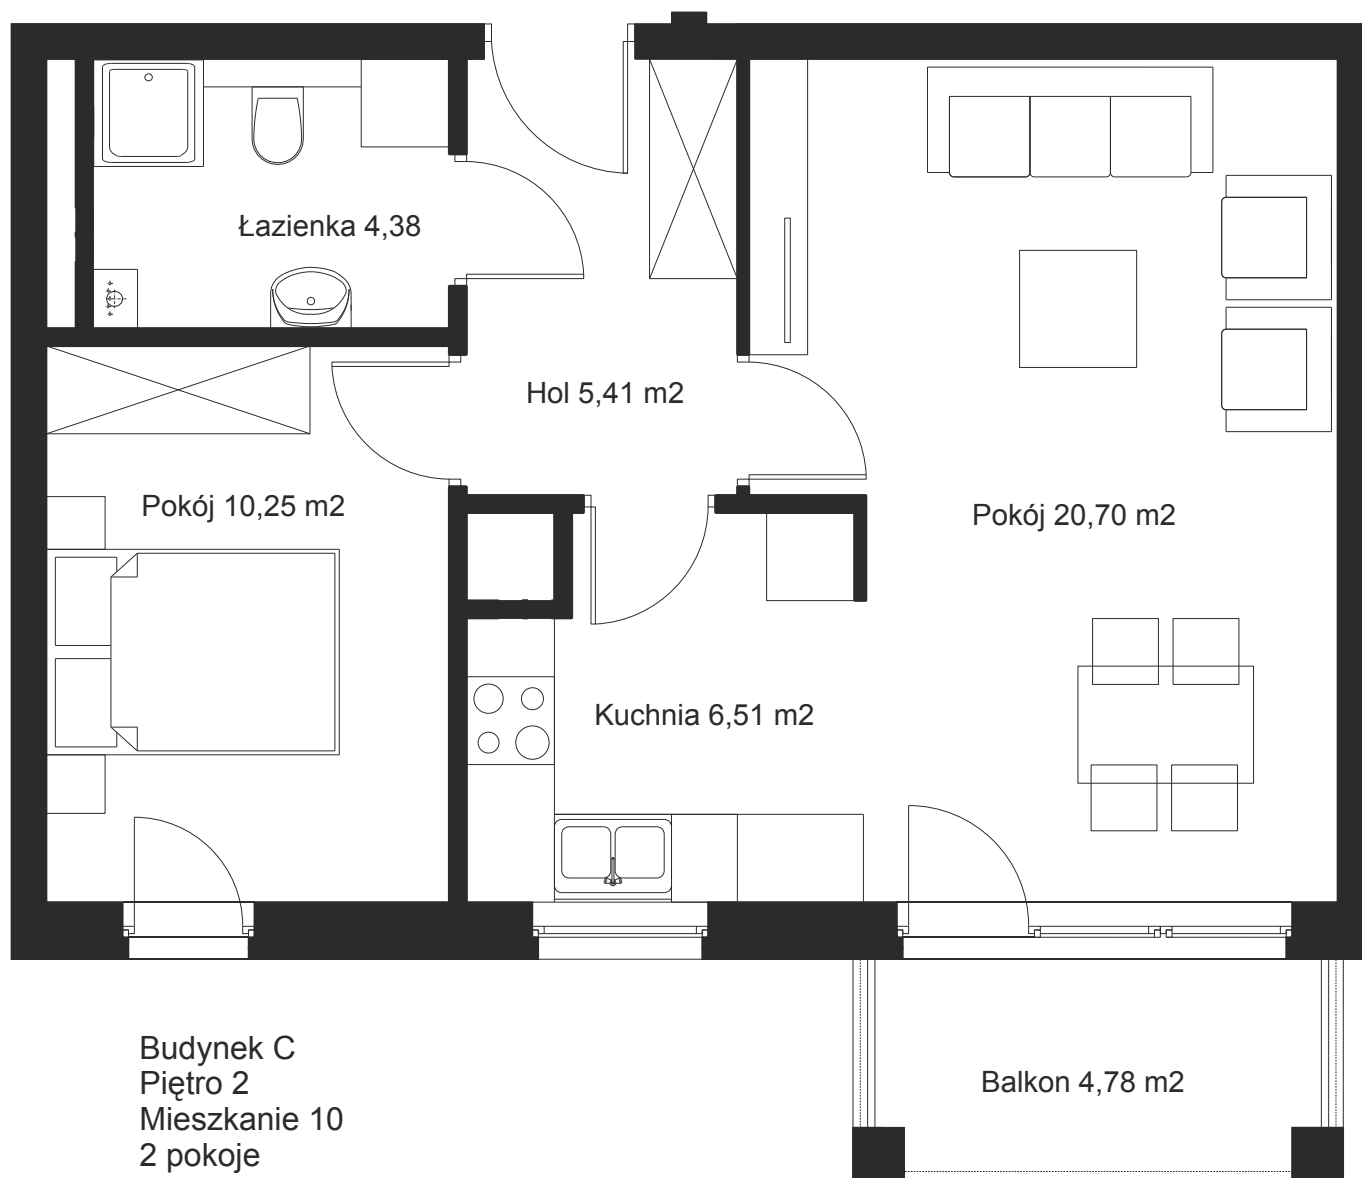 Łazienka 4,38
Hol 5,41 m2
Pokój 10,25 m2
Pokój 20,70 m2
Kuchnia 6,51 m2
Balkon 4,78 m2
Budynek C
Piętro 2
Mieszkanie 10
2 pokoje